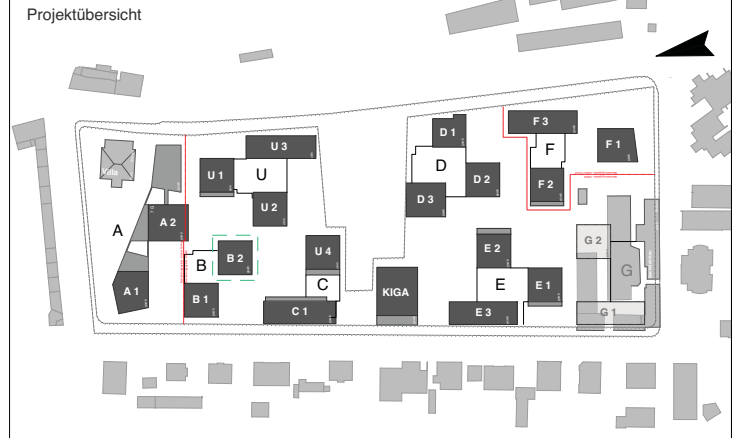 Projektübersicht
Villa
A
A 1
A 2
U 1
U 3
U
U 2
B
B 2
B 1
U 4
C
C 1
KIGA
D 1
D
D 2
D 3
E 2
E
E 1
E 3
F 3
F
F 1
F 2
G 2
G
G 1